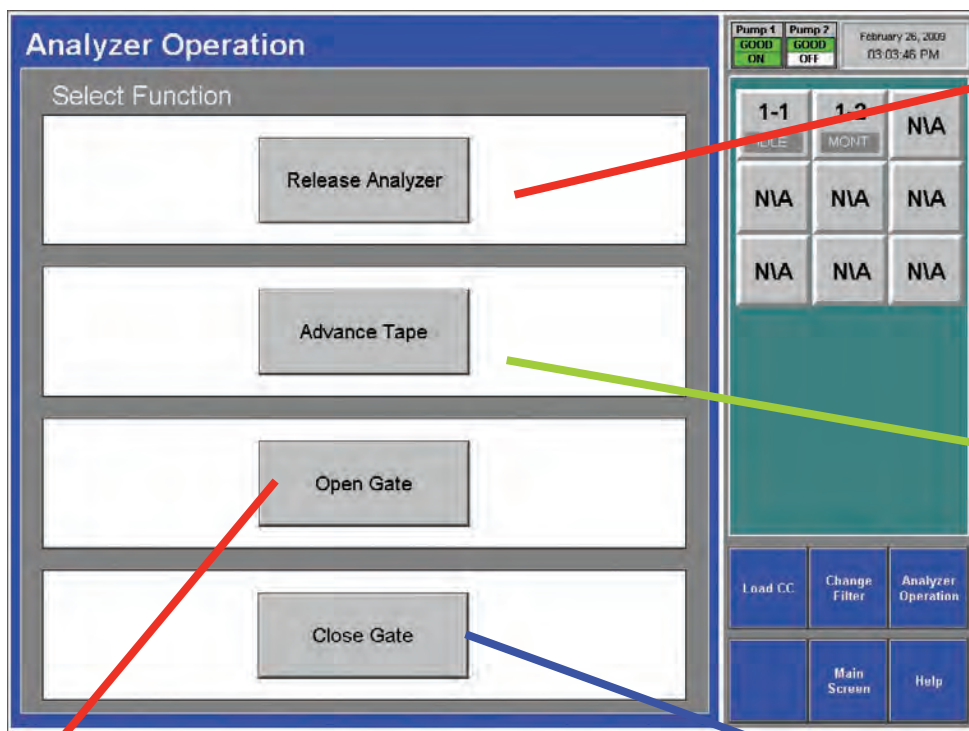 Analyzer Operation
Select Function
Release Analyzer
Advance Tape
Open Gate
Close Gate
Pump 1 Pump 2
GOOD GOOD
ON OFF
February 26, 2009
03:03:46 PM
1-1 1-2 N\A
IDLE MONT
N\A N\A N\A
N\A N\A N\A
Load CC
Change
Filter
Analyzer
Operation
Main
Screen
Help